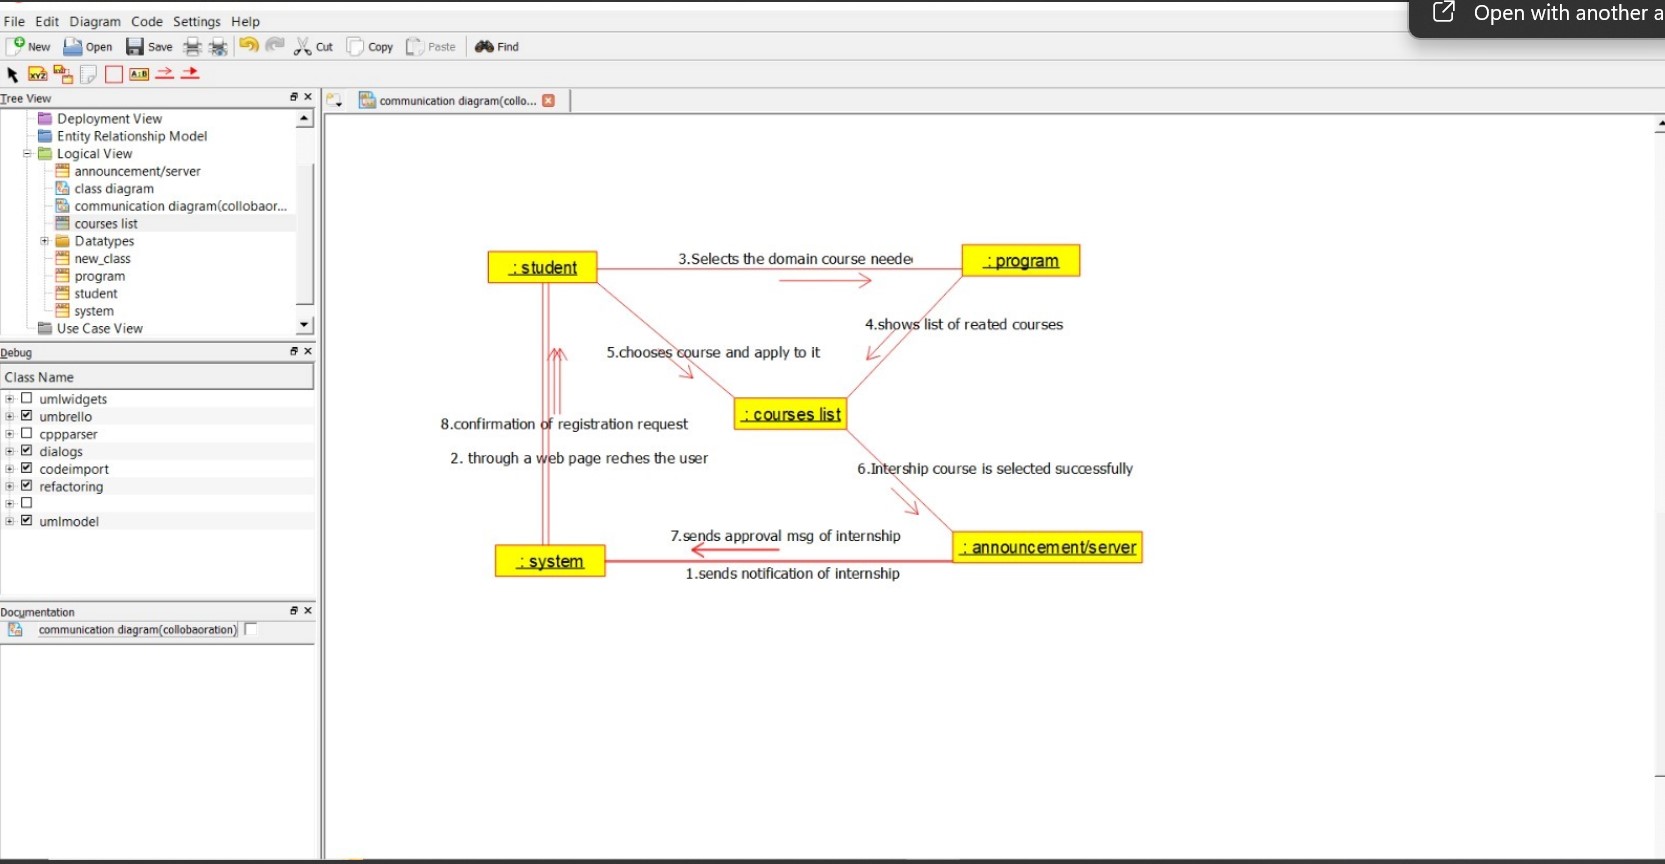 Open with another a
File Edit Diagram Code Settings Help
New Open Save Cut Copy Paste Find
XYZ A:B
Tree View
communication diagram(collo...
Deployment View
Entity Relationship Model
Logical View
announcement/server
class diagram
communication diagram(collobaor...
courses list
Datatypes
new_class
program
student
system
Use Case View
Debug
Class Name
umlwidgets
umbrello
cppparser
dialogs
codeimport
refactoring
umlmodel
Documentation
communication diagram(collobaoration)
: student
3.Selects the domain course neede
: program
4.shows list of reated courses
5.chooses course and apply to it
: courses list
8.confirmation of registration request
2. through a web page reches the user
6.Intership course is selected successfully
7.sends approval msg of internship
: announcement/server
: system
1.sends notification of internship